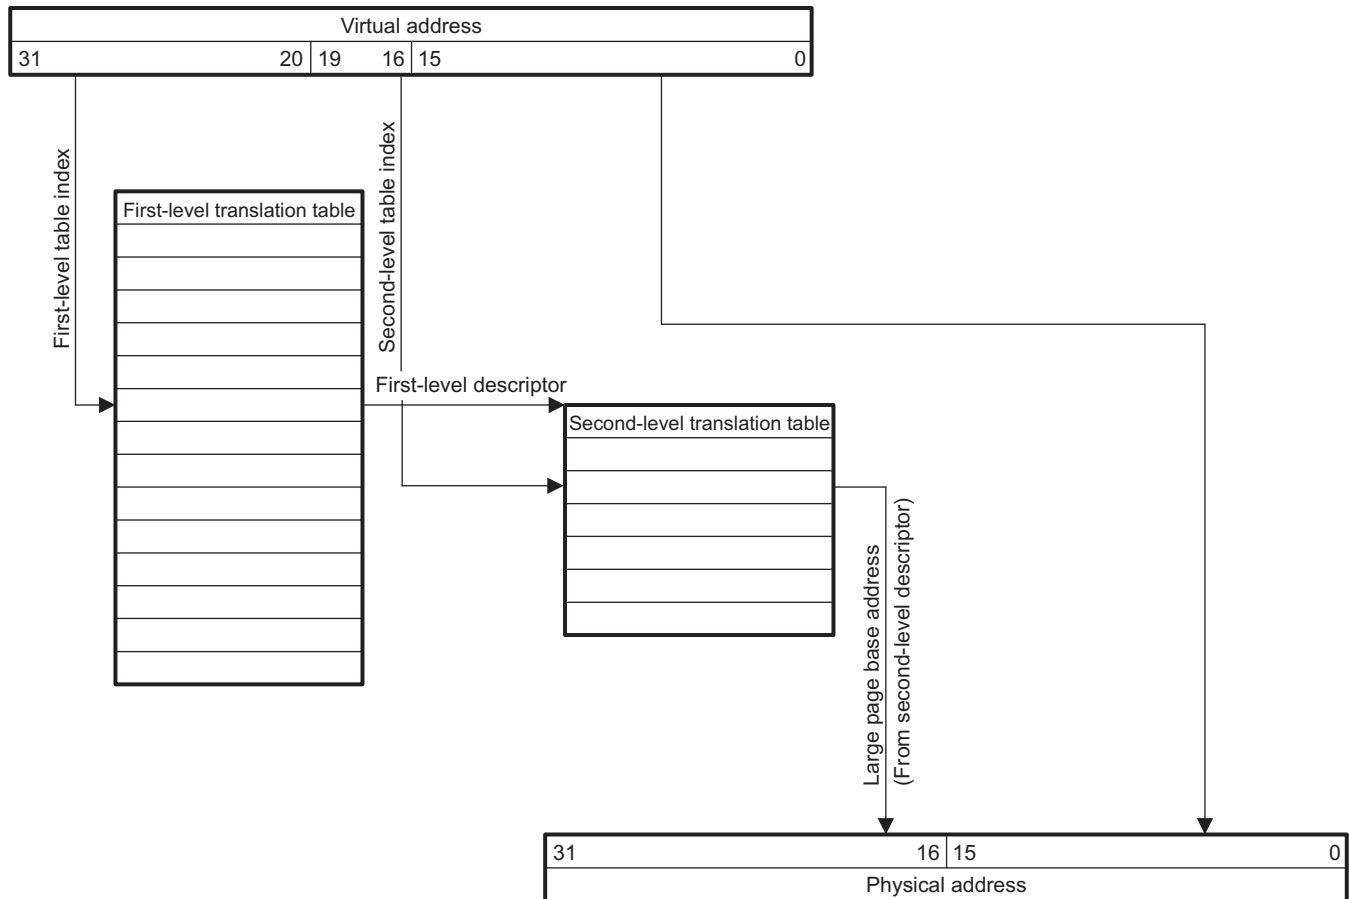 Virtual address
31 20 19 16 15 0
First-level table index
Second-level table index
First-level translation table
First-level descriptor
Second-level translation table
Large page base address
(From second-level descriptor)
31 16 15 0
Physical address